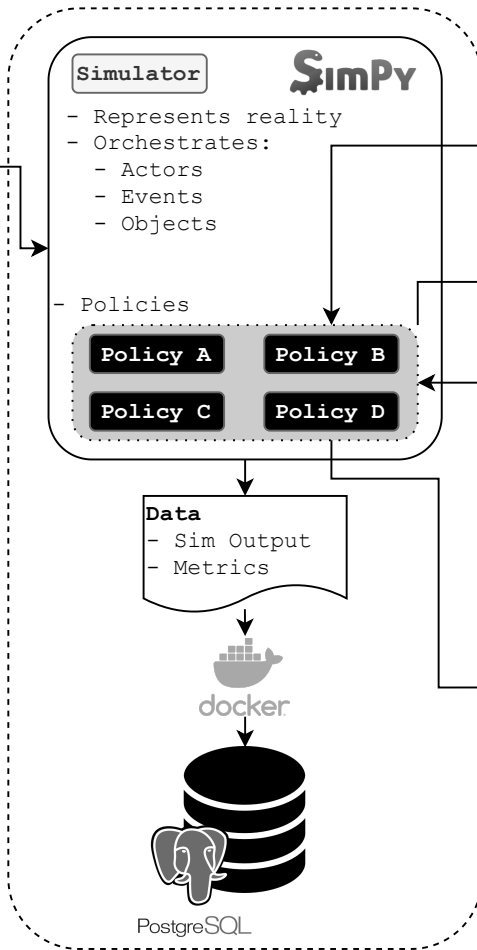 Simulator
SimPy
- Represents reality
- Orchestrates:
- Actors
- Events
- Objects
- Policies
Policy A
Policy B
Policy C
Policy D
Data
- Sim Output
- Metrics
docker
PostgreSQL